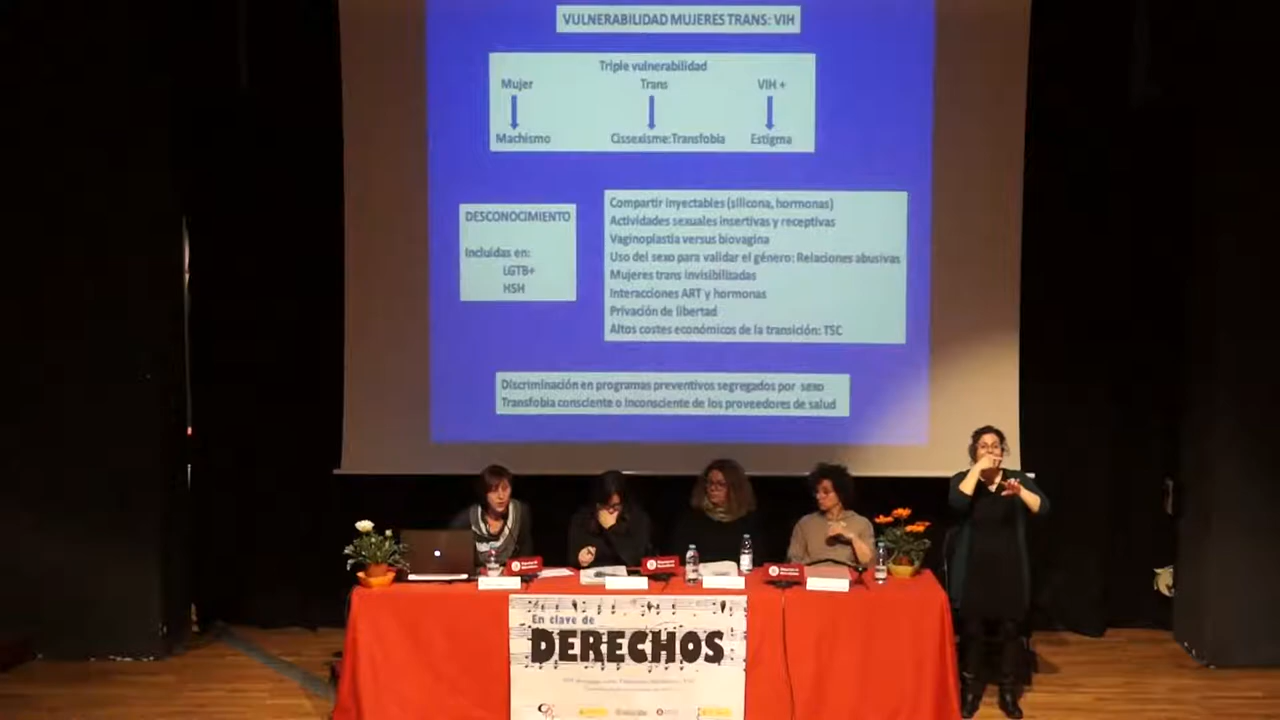 VULNERABILIDAD MUJERES TRANS: VIH
Triple vulnerabilidad
Mujer Trans VIH +
Machismo Cissexisme:Transfobia Estigma
DESCONOCIMIENTO
Incluidas en:
LGTB+
HSH
Compartir inyectables (silicona, hormonas)
Actividades sexuales insertivas y receptivas
Vaginoplastia versus biovagina
Uso del sexo para validar el género: Relaciones abusivas
Mujeres trans invisibilizadas
Interacciones ART y hormonas
Privación de libertad
Altos costes económicos de la transición: TSC
Discriminación en programas preventivos segregados por sexo
Transfobia consciente o inconsciente de los proveedores de salud
En clave de
DERECHOS